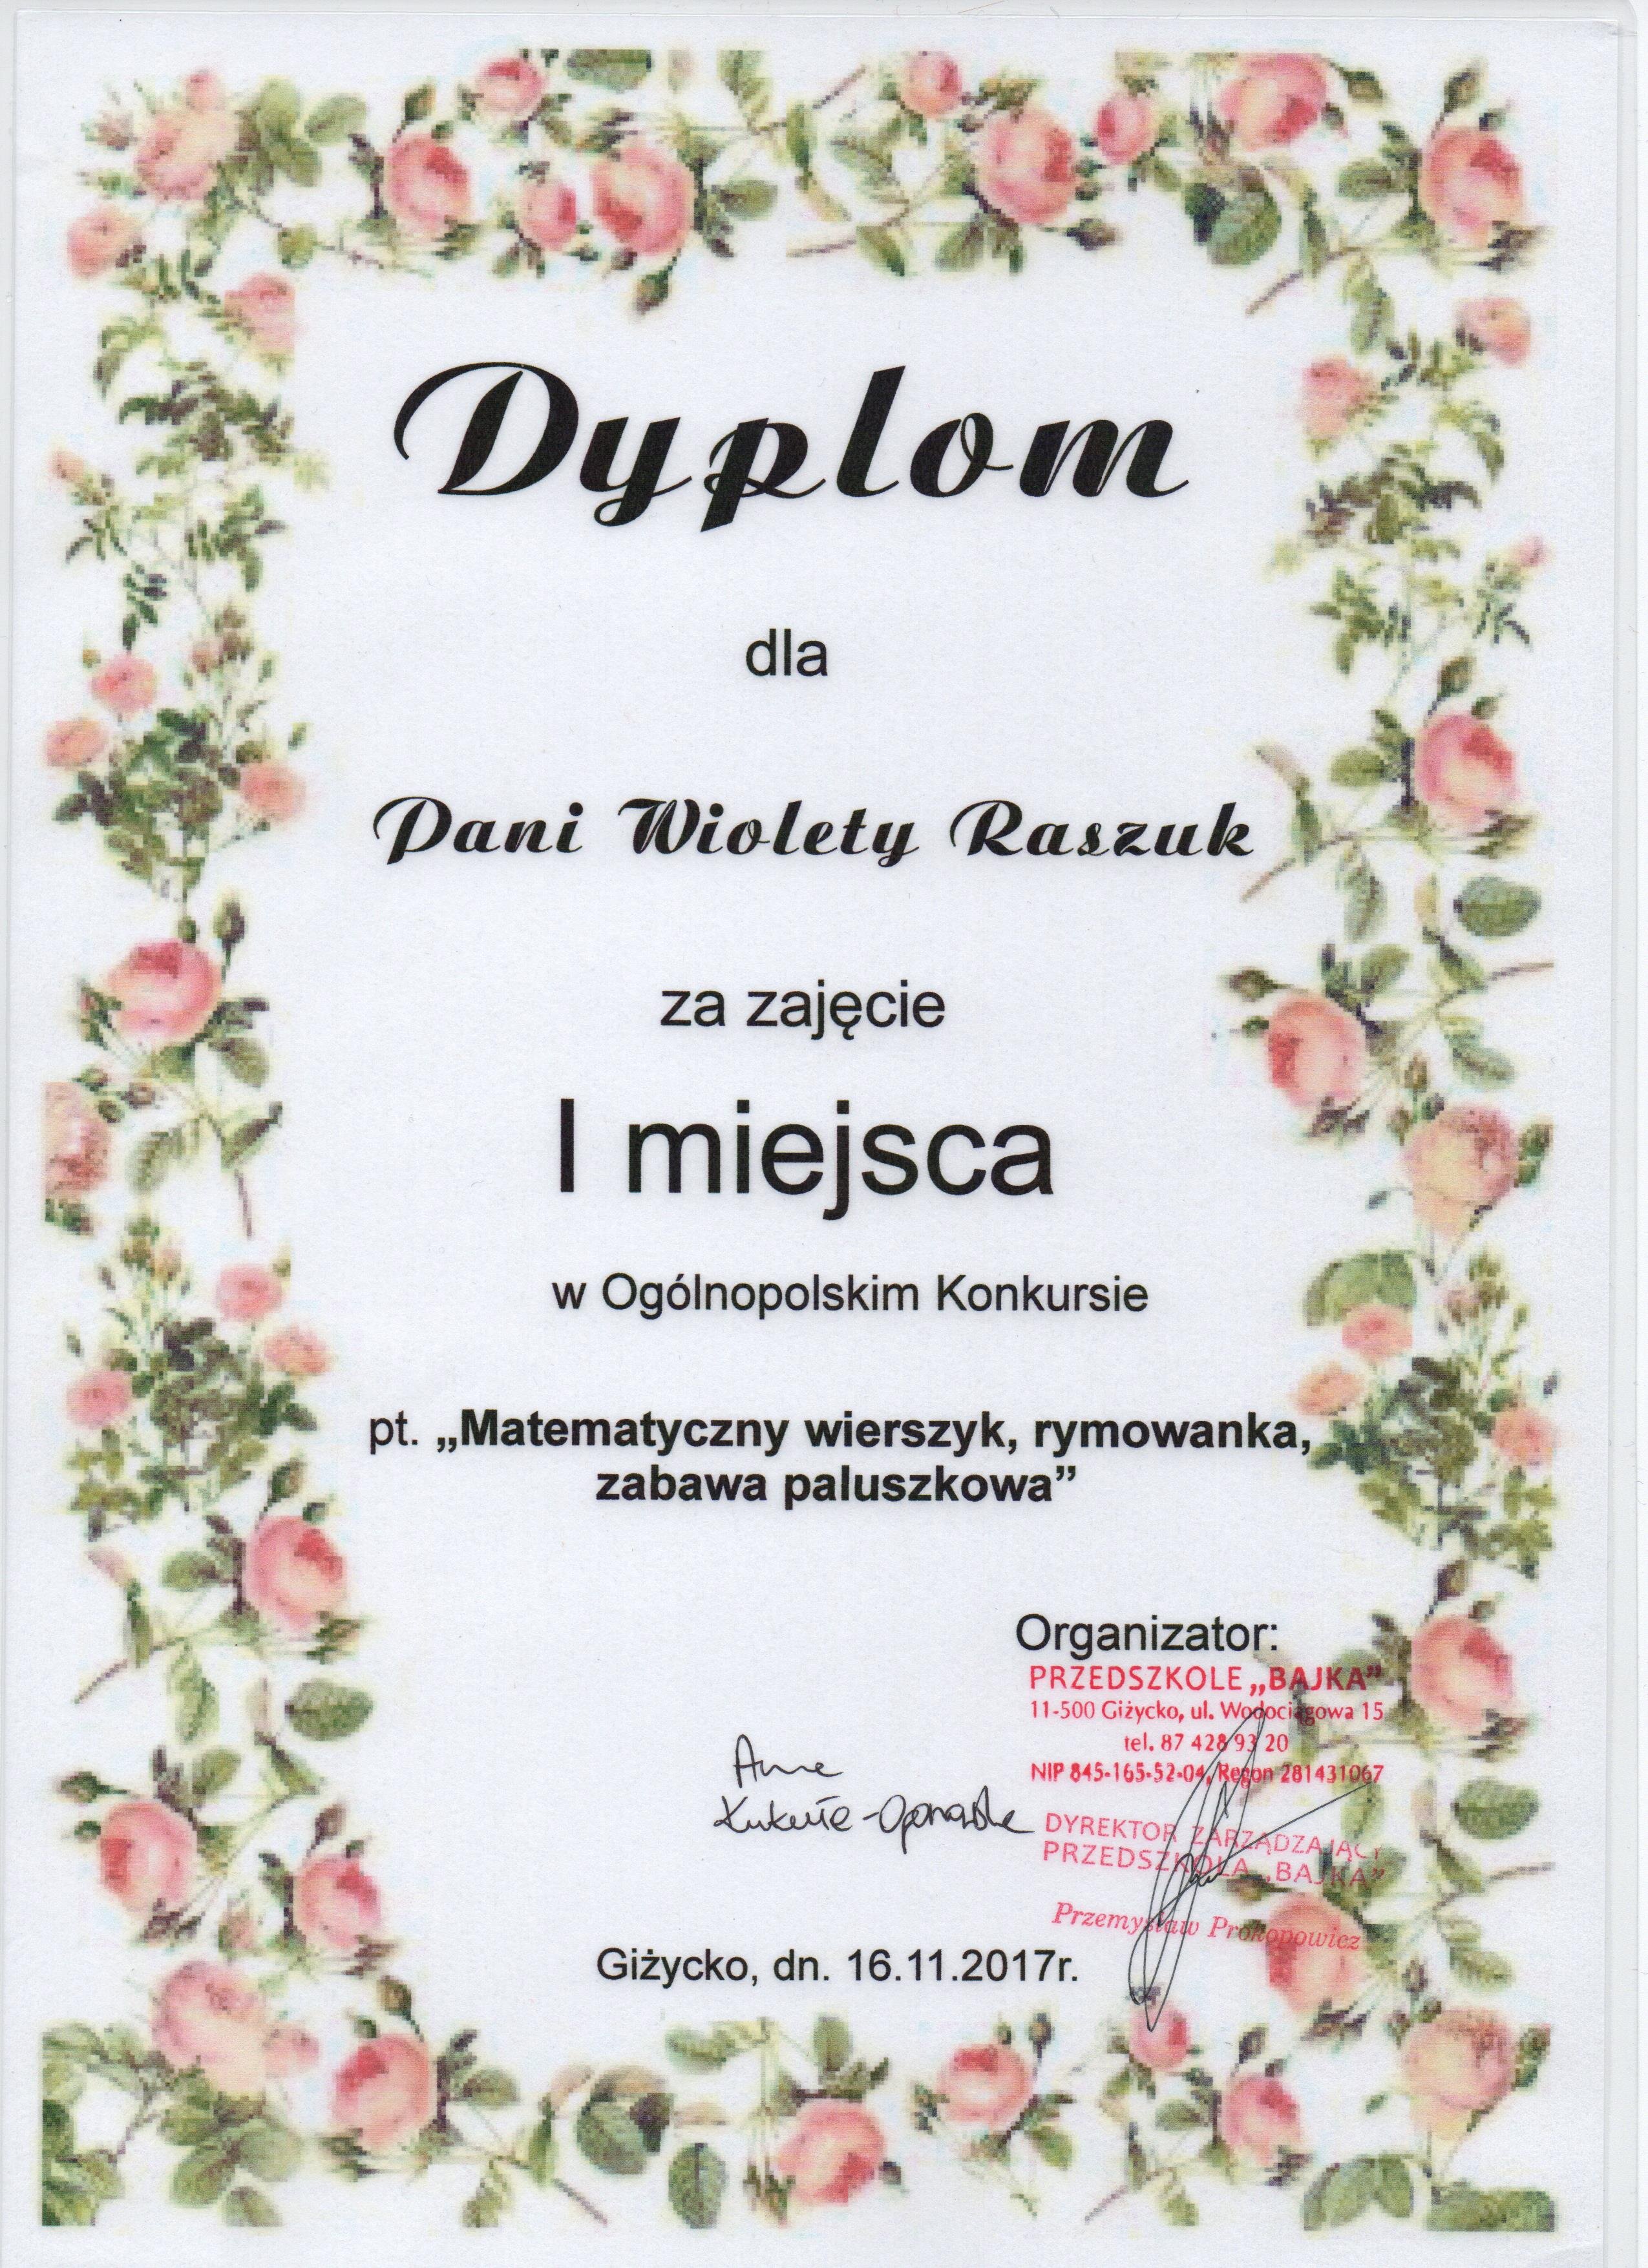 Dyplom
dla
Pani Wiolety Raszuk
za zajęcie
I miejsca
w Ogólnopolskim Konkursie
pt. „Matematyczny wierszyk, rymowanka,
zabawa paluszkowa”
Organizator:
PRZEDSZKOLE „BAJKA”
11-500 Giżycko, ul. Wodociągowa 15
tel. 87 428 93 20
NIP 845-165-52-04, Regon 281431067
DYREKTOR ZARZĄDZAJĄCY
PRZEDSZKOLA „BAJKA”
Przemysław Prokopowicz
Giżycko, dn. 16.11.2017r.